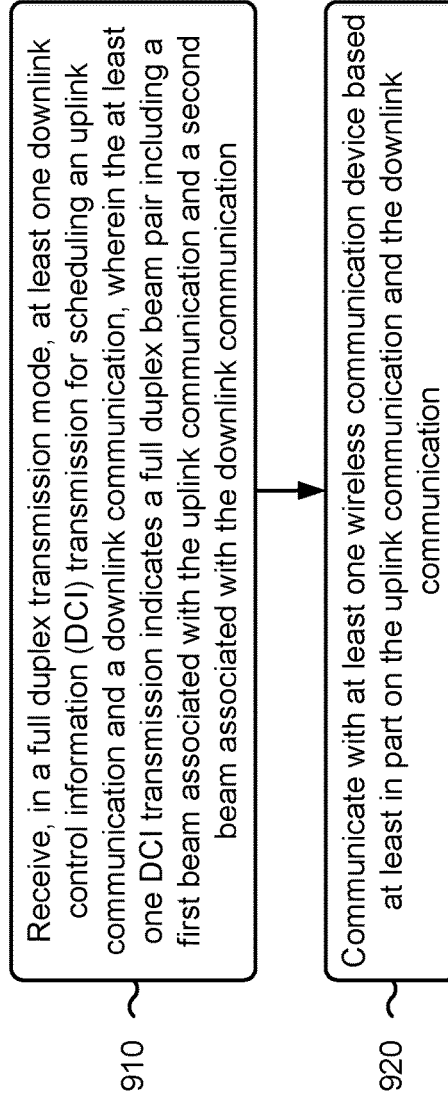 910
Receive, in a full duplex transmission mode, at least one downlink
control information (DCI) transmission for scheduling an uplink
communication and a downlink communication, wherein the at least
one DCI transmission indicates a full duplex beam pair including a
first beam associated with the uplink communication and a second
beam associated with the downlink communication
920
Communicate with at least one wireless communication device based
at least in part on the uplink communication and the downlink
communication